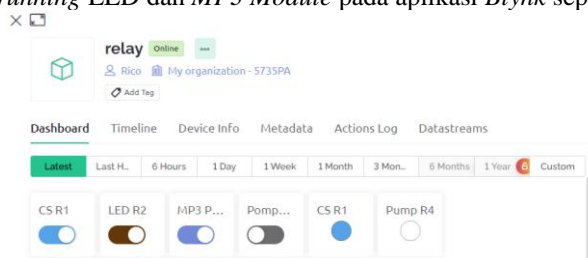 running LED dan MP3 Module pada aplikasi Blynk sep
relay Online ...
Rico My organization - 5735PA
Add Tag
Dashboard Timeline Device Info Metadata Actions Log Datastreams
Latest Last H... 6 Hours 1 Day 1 Week 1 Month 3 Mon... 6 Months 1 Year Custom
CS R1 LED R2 MP3 P... Pomp... CS R1 Pump R4